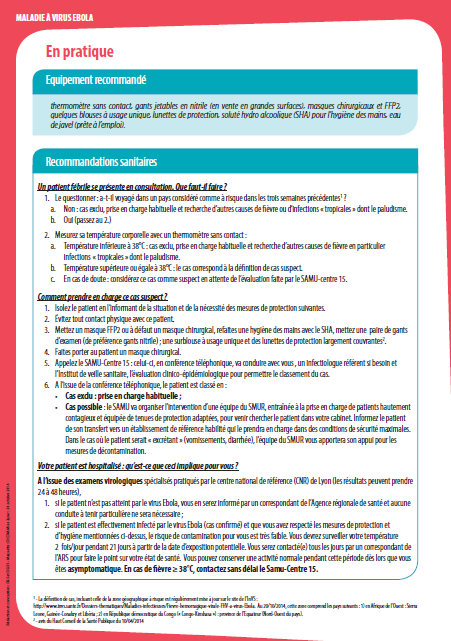 MALADIE À VIRUS EBOLA
En pratique
Equipement recommandé
thermomètre sans contact, gants jetables en nitrile (en vente en grandes surfaces), masques chirurgicaux et FFP2,
quelques blouses à usage unique, lunettes de protection, soluté hydro alcoolique (SHA) pour l'hygiène des mains, eau
de javel (prête à l'emploi).
Recommandations sanitaires
Un patient fébrile se présente en consultation. Que faut-il faire ?
1. Le questionner : a-t-il voyagé dans un pays considéré comme à risque dans les trois semaines précédentes¹ ?
a. Non : cas exclu, prise en charge habituelle et recherche d'autres causes de fièvre ou d'infections « tropicales » dont le paludisme.
b. Oui (passez au 2.)
2. Mesurez sa température corporelle avec un thermomètre sans contact :
a. Température inférieure à 38°C : cas exclu, prise en charge habituelle et recherche d'autres causes de fièvre en particulier
infections « tropicales » dont le paludisme.
b. Température supérieure ou égale à 38°C : le cas correspond à la définition de cas suspect.
c. En cas de doute : considérez ce cas comme suspect en attente de l'évaluation faite par le SAMU-centre 15.
Comment prendre en charge ce cas suspect ?
1. Isolez le patient en l'informant de la situation et de la nécessité des mesures de protection suivantes.
2. Évitez tout contact physique avec ce patient.
3. Mettez un masque FFP2 ou à défaut un masque chirurgical, refaites une hygiène des mains avec le SHA, mettez une paire de gants
d'examen (de préférence gants nitrile) ; une surblouse à usage unique et des lunettes de protection largement couvrantes².
4. Faites porter au patient un masque chirurgical.
5. Appelez le SAMU-Centre 15 : celui-ci, en conférence téléphonique, va conduire avec vous , un infectiologue référent si besoin et
l'Institut de veille sanitaire, l'évaluation clinico-épidémiologique pour permettre le classement du cas.
6. A l'issue de la conférence téléphonique, le patient est classé en :
• Cas exclu : prise en charge habituelle ;
• Cas possible : le SAMU va organiser l'intervention d'une équipe du SMUR, entraînée à la prise en charge de patients hautement
contagieux et équipée de tenues de protection adaptées, pour venir chercher le patient dans votre cabinet. Informez le patient
de son transfert vers un établissement de référence habilité qui le prendra en charge dans des conditions de sécurité maximales.
Dans le cas où le patient serait « excrétant » (vomissements, diarrhée), l'équipe du SMUR vous apportera son appui pour les
mesures de décontamination.
Votre patient est hospitalisé : qu'est-ce que ceci implique pour vous ?
A l'issue des examens virologiques spécialisés pratiqués par le centre national de référence (CNR) de Lyon (les résultats peuvent prendre
24 à 48 heures),
1. si le patient n'est pas atteint par le virus Ebola, vous en serez informé par un correspondant de l'Agence régionale de santé et aucune
conduite à tenir particulière ne sera nécessaire ;
2. si le patient est effectivement infecté par le virus Ebola (cas confirmé) et que vous avez respecté les mesures de protection et
d'hygiène mentionnées ci-dessus, le risque de contamination pour vous est faible. Vous devrez surveiller votre température
2 fois/jour pendant 21 jours à partir de la date d'exposition potentielle. Vous serez contacté(e) tous les jours par un correspondant de
l'ARS pour faire le point sur votre état de santé. Vous pouvez conserver une activité normale pendant cette période dès lors que vous
êtes asymptomatique. En cas de fièvre, contactez sans délai le Samu-Centre 15.
¹ - La définition de cas, incluant celle de la zone géographique à risque est régulièrement mise à jour sur le site de l'InVS :
http://www.invs.sante.fr/Dossiers-thematiques/Maladies-infectieuses/Fievre-hemorragique-virale-FHV-a-virus-Ebola. Au 20/10/2014, cette zone comprend les pays suivants : 1) en Afrique de l'Ouest : Sierra
Leone, Guinée-Conakry et Libéria ; 2) en République démocratique du Congo (« Congo-Kinshasa ») : province de l'Equateur (Nord-Ouest du pays).
² - avis du Haut Conseil de la Santé Publique du 10/04/2014